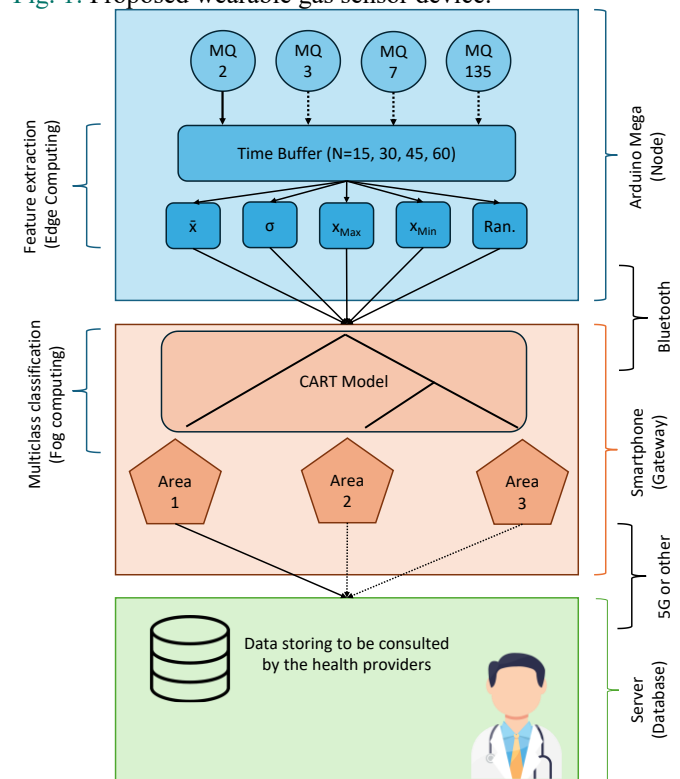 Fig. 1. Proposed wearable gas sensor device.
MQ
2
MQ
3
MQ
7
MQ
135
Time Buffer (N=15, 30, 45, 60)
x̄
σ
xMax
xMin
Ran.
Feature extraction
(Edge Computing)
Arduino Mega
(Node)
Bluetooth
CART Model
Multiclass classification
(Fog computing)
Area
1
Area
2
Area
3
Smartphone
(Gateway)
5G or other
Data storing to be consulted
by the health providers
Server
(Database)